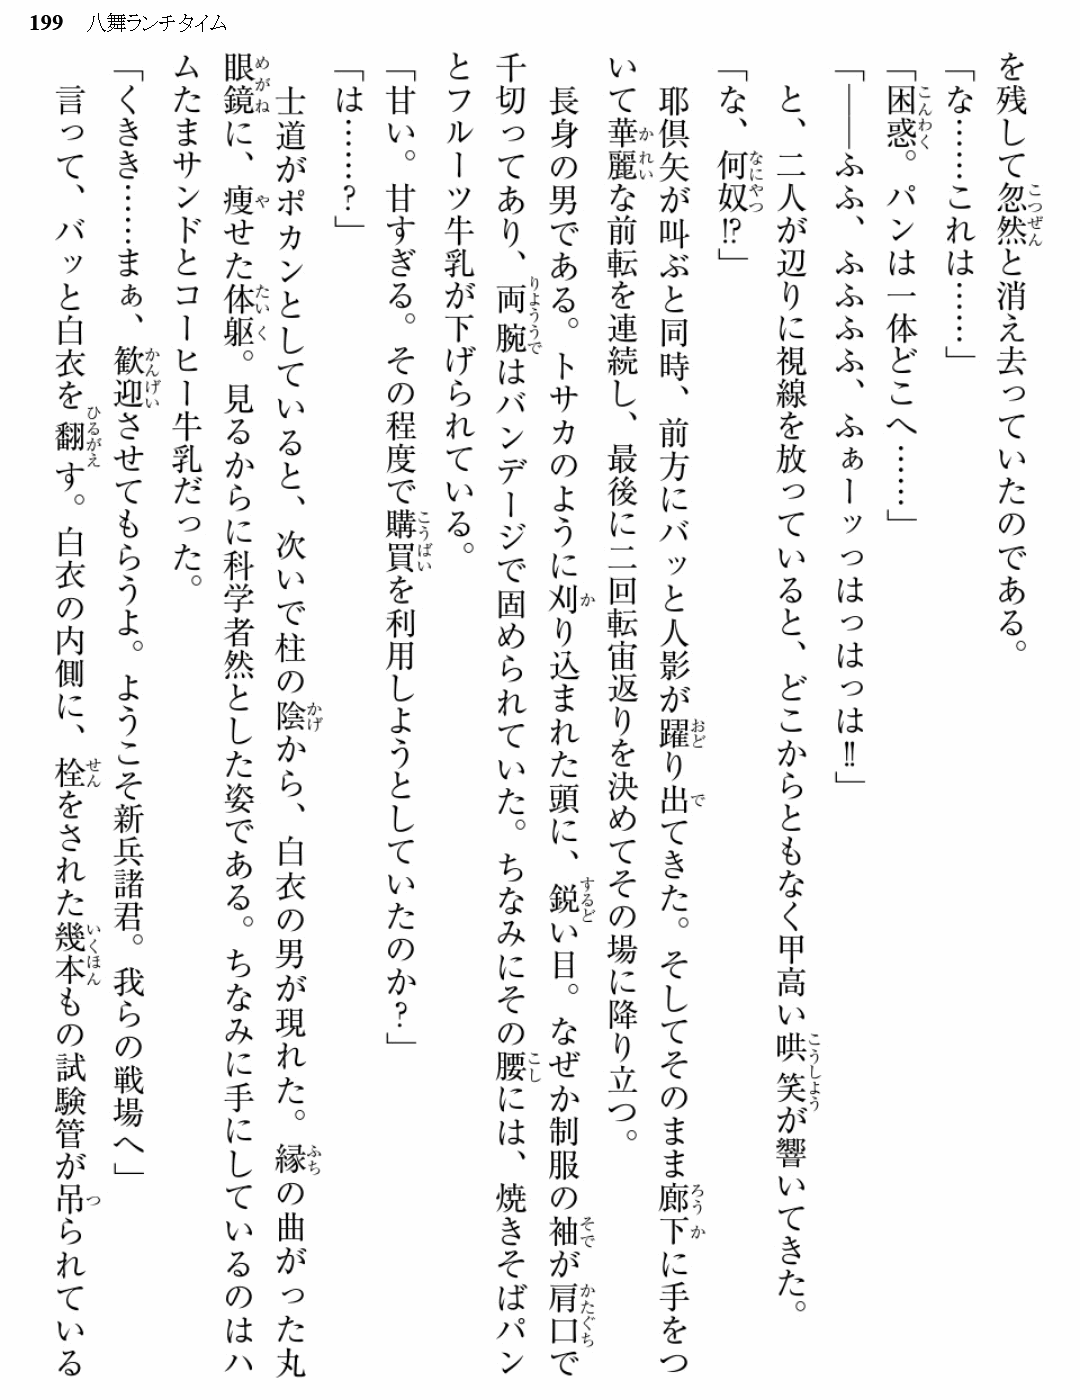 199 八舞ランチタイム
を残して忽然と消え去っていたのである。
「な……これは……」
「困惑。パンは一体どこへ……」
「――ふふ、ふふふふ、ふぁーッっはっはっは‼」
と、二人が辺りに視線を放っていると、どこからともなく甲高い哄笑が響いてきた。
「な、何奴⁉」
耶倶矢が叫ぶと同時、前方にバッと人影が躍り出てきた。そしてそのまま廊下に手をつ
いて華麗な前転を連続し、最後に二回転宙返りを決めてその場に降り立つ。
長身の男である。トサカのように刈り込まれた頭に、鋭い目。なぜか制服の袖が肩口で
千切ってあり、両腕はバンデージで固められていた。ちなみにその腰には、焼きそばパン
とフルーツ牛乳が下げられている。
「甘い。甘すぎる。その程度で購買を利用しようとしていたのか？」
「は……？」
士道がポカンとしていると、次いで柱の陰から、白衣の男が現れた。縁の曲がった丸
眼鏡に、痩せた体躯。見るからに科学者然とした姿である。ちなみに手にしているのはハ
ムたまサンドとコーヒー牛乳だった。
「くきき……まぁ、歓迎させてもらうよ。ようこそ新兵諸君。我らの戦場へ」
言って、バッと白衣を翻す。白衣の内側に、栓をされた幾本もの試験管が吊られている